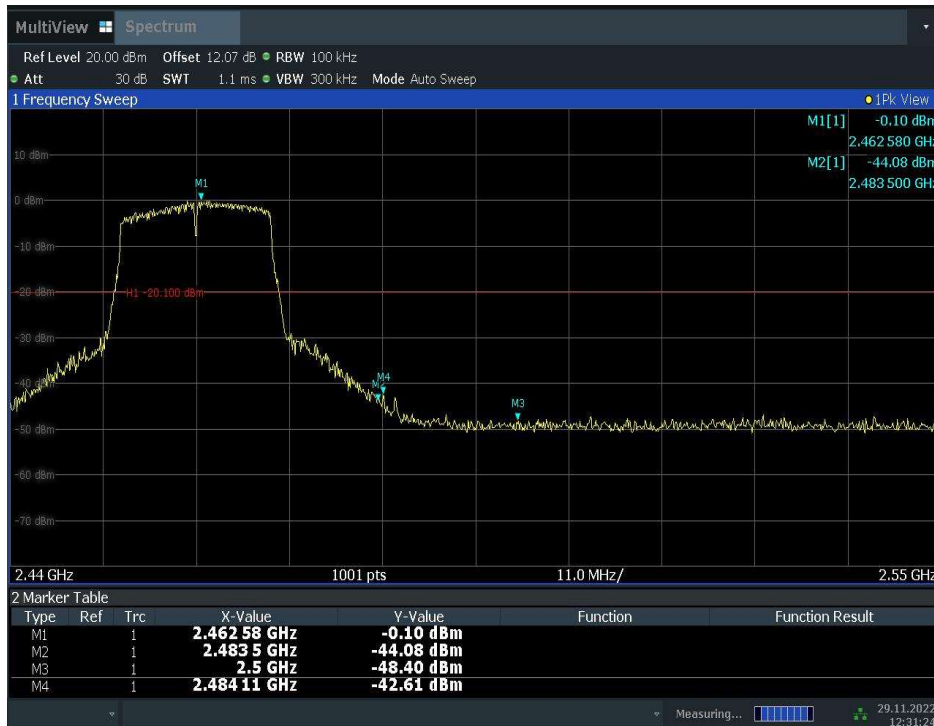 MultiView Spectrum
Ref Level 20.00 dBm Offset 12.07 dB RBW 100 kHz
Att 30 dB SWT 1.1 ms VBW 300 kHz Mode Auto Sweep
1 Frequency Sweep 1Pk View
M1[1] -0.10 dBm
2.462 580 GHz
M2[1] -44.08 dBm
2.483 500 GHz
10 dBm
M1
0 dBm
-10 dBm
-20 dBm H1 -20.100 dBm
-30 dBm
-40 dBm
M4
M3
-50 dBm
-60 dBm
-70 dBm
2.44 GHz 1001 pts 11.0 MHz/ 2.55 GHz
2 Marker Table
Type Ref Trc X-Value Y-Value Function Function Result
M1 1 2.462 58 GHz -0.10 dBm
M2 1 2.483 5 GHz -44.08 dBm
M3 1 2.5 GHz -48.40 dBm
M4 1 2.484 11 GHz -42.61 dBm
Measuring... 29.11.2022
12:31:24